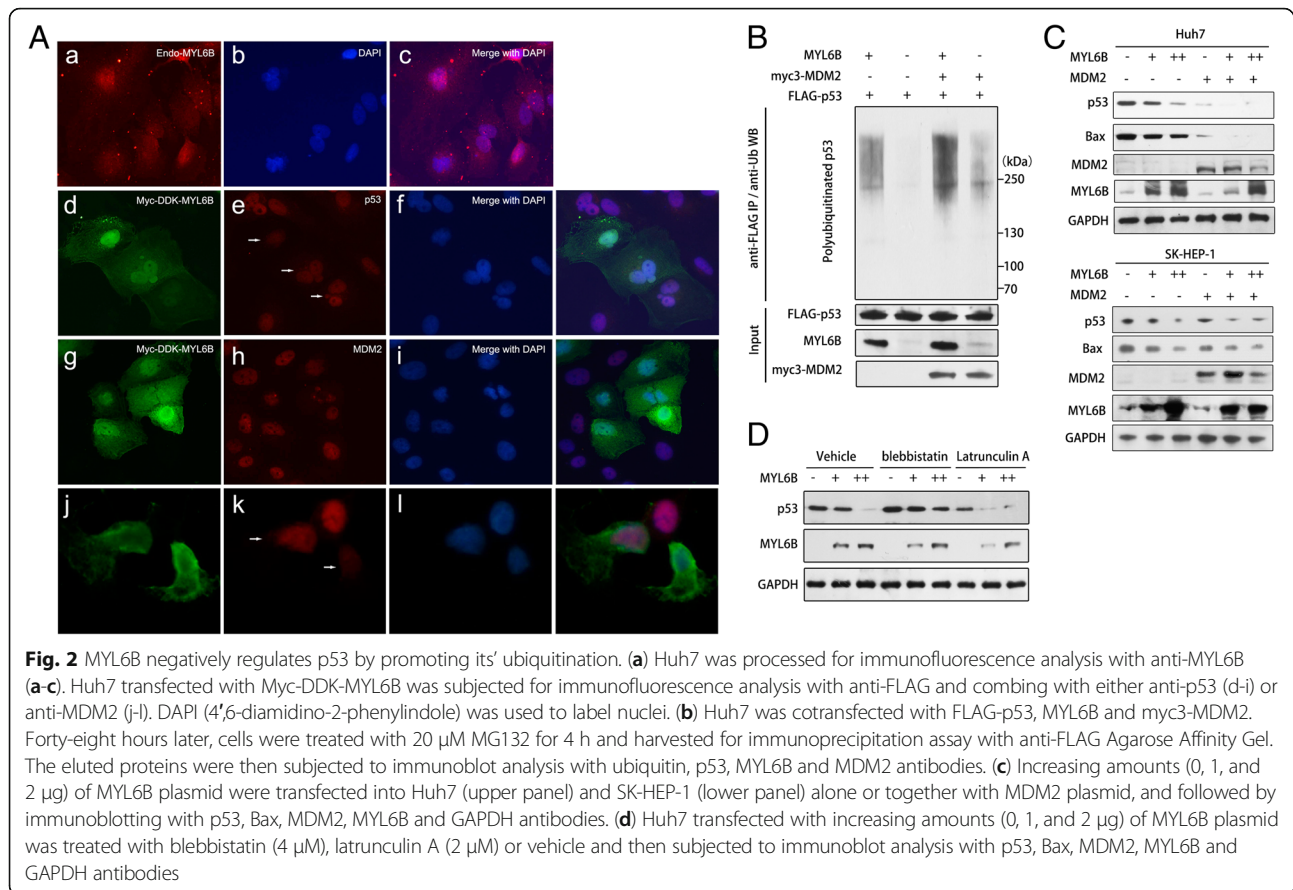 A
a Endo-MYL6B
b DAPI
c Merge with DAPI
d Myc-DDK-MYL6B
e p53
f Merge with DAPI
g Myc-DDK-MYL6B
h MDM2
i Merge with DAPI
j
k
l
B
MYL6B + - + -
myc3-MDM2 - - + +
FLAG-p53 + + + +
anti-FLAG IP / anti-Ub WB
Polyubiquitinated p53
(kDa)
250
130
100
70
Input
FLAG-p53
MYL6B
myc3-MDM2
C
Huh7
MYL6B - + ++ - + ++
MDM2 - - - + + +
p53
Bax
MDM2
MYL6B
GAPDH
SK-HEP-1
MYL6B - + ++ - + ++
MDM2 - - - + + +
p53
Bax
MDM2
MYL6B
GAPDH
D
Vehicle blebbistatin Latrunculin A
MYL6B - + ++ - + ++ - + ++
p53
MYL6B
GAPDH
Fig. 2 MYL6B negatively regulates p53 by promoting its' ubiquitination. (a) Huh7 was processed for immunofluorescence analysis with anti-MYL6B
(a-c). Huh7 transfected with Myc-DDK-MYL6B was subjected for immunofluorescence analysis with anti-FLAG and combing with either anti-p53 (d-i) or
anti-MDM2 (j-l). DAPI (4′,6-diamidino-2-phenylindole) was used to label nuclei. (b) Huh7 was cotransfected with FLAG-p53, MYL6B and myc3-MDM2.
Forty-eight hours later, cells were treated with 20 μM MG132 for 4 h and harvested for immunoprecipitation assay with anti-FLAG Agarose Affinity Gel.
The eluted proteins were then subjected to immunoblot analysis with ubiquitin, p53, MYL6B and MDM2 antibodies. (c) Increasing amounts (0, 1, and
2 μg) of MYL6B plasmid were transfected into Huh7 (upper panel) and SK-HEP-1 (lower panel) alone or together with MDM2 plasmid, and followed by
immunoblotting with p53, Bax, MDM2, MYL6B and GAPDH antibodies. (d) Huh7 transfected with increasing amounts (0, 1, and 2 μg) of MYL6B plasmid
was treated with blebbistatin (4 μM), latrunculin A (2 μM) or vehicle and then subjected to immunoblot analysis with p53, Bax, MDM2, MYL6B and
GAPDH antibodies